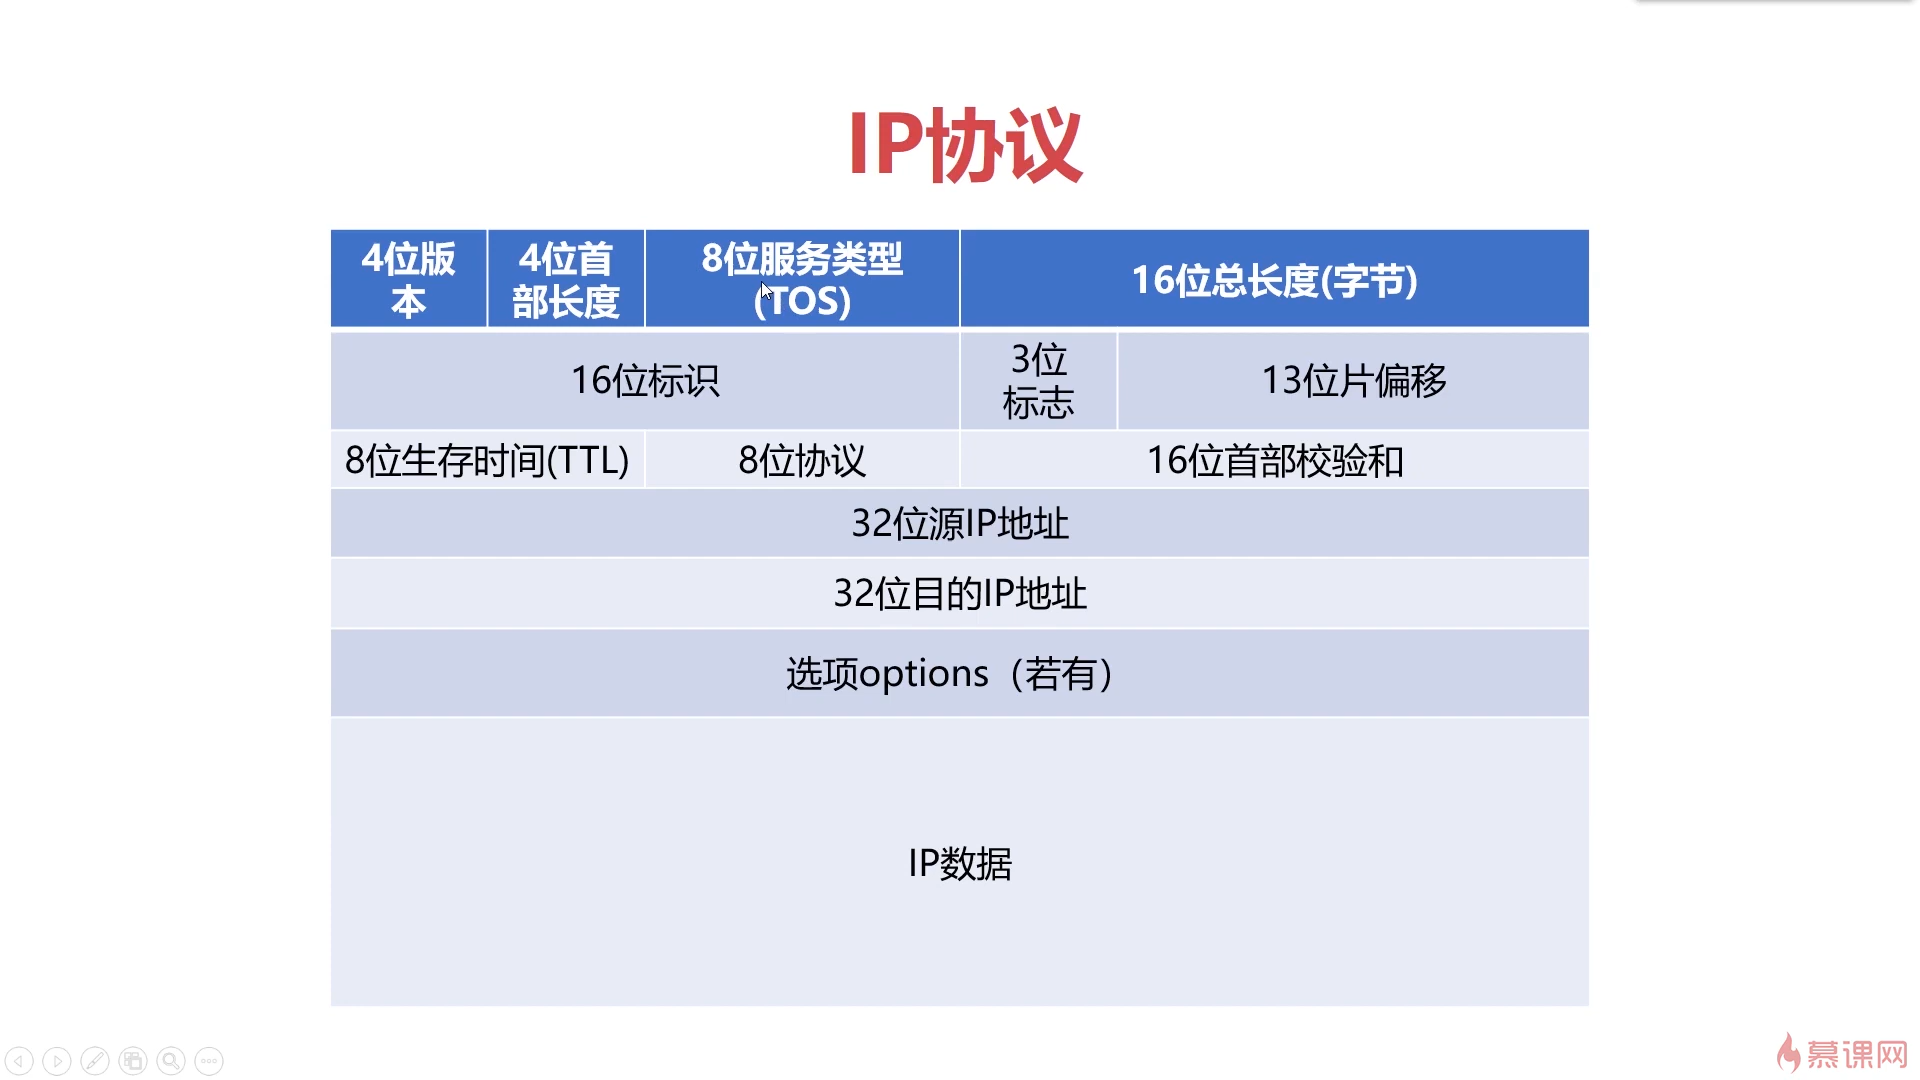 IP协议
4位版
本
4位首
部长度
8位服务类型
(TOS)
16位总长度(字节)
16位标识
3位
标志
13位片偏移
8位生存时间(TTL)
8位协议
16位首部校验和
32位源IP地址
32位目的IP地址
选项options（若有）
IP数据
慕课网